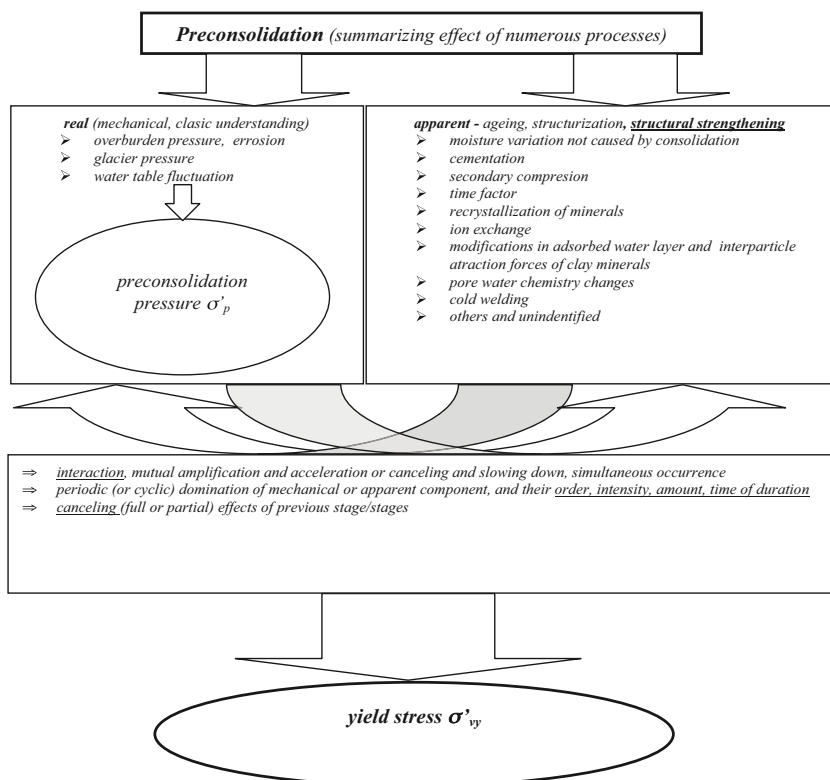 Preconsolidation (summarizing effect of numerous processes)
real (mechanical, clasic understanding)
➢ overburden pressure, errosion
➢ glacier pressure
➢ water table fluctuation
preconsolidation
pressure σ'p
apparent - ageing, structurization, structural strengthening
➢ moisture variation not caused by consolidation
➢ cementation
➢ secondary compresion
➢ time factor
➢ recrystallization of minerals
➢ ion exchange
➢ modifications in adsorbed water layer and interparticle
atraction forces of clay minerals
➢ pore water chemistry changes
➢ cold welding
➢ others and unidentified
⇒ interaction, mutual amplification and acceleration or canceling and slowing down, simultaneous occurrence
⇒ periodic (or cyclic) domination of mechanical or apparent component, and their order, intensity, amount, time of duration
⇒ canceling (full or partial) effects of previous stage/stages
yield stress σ'vy